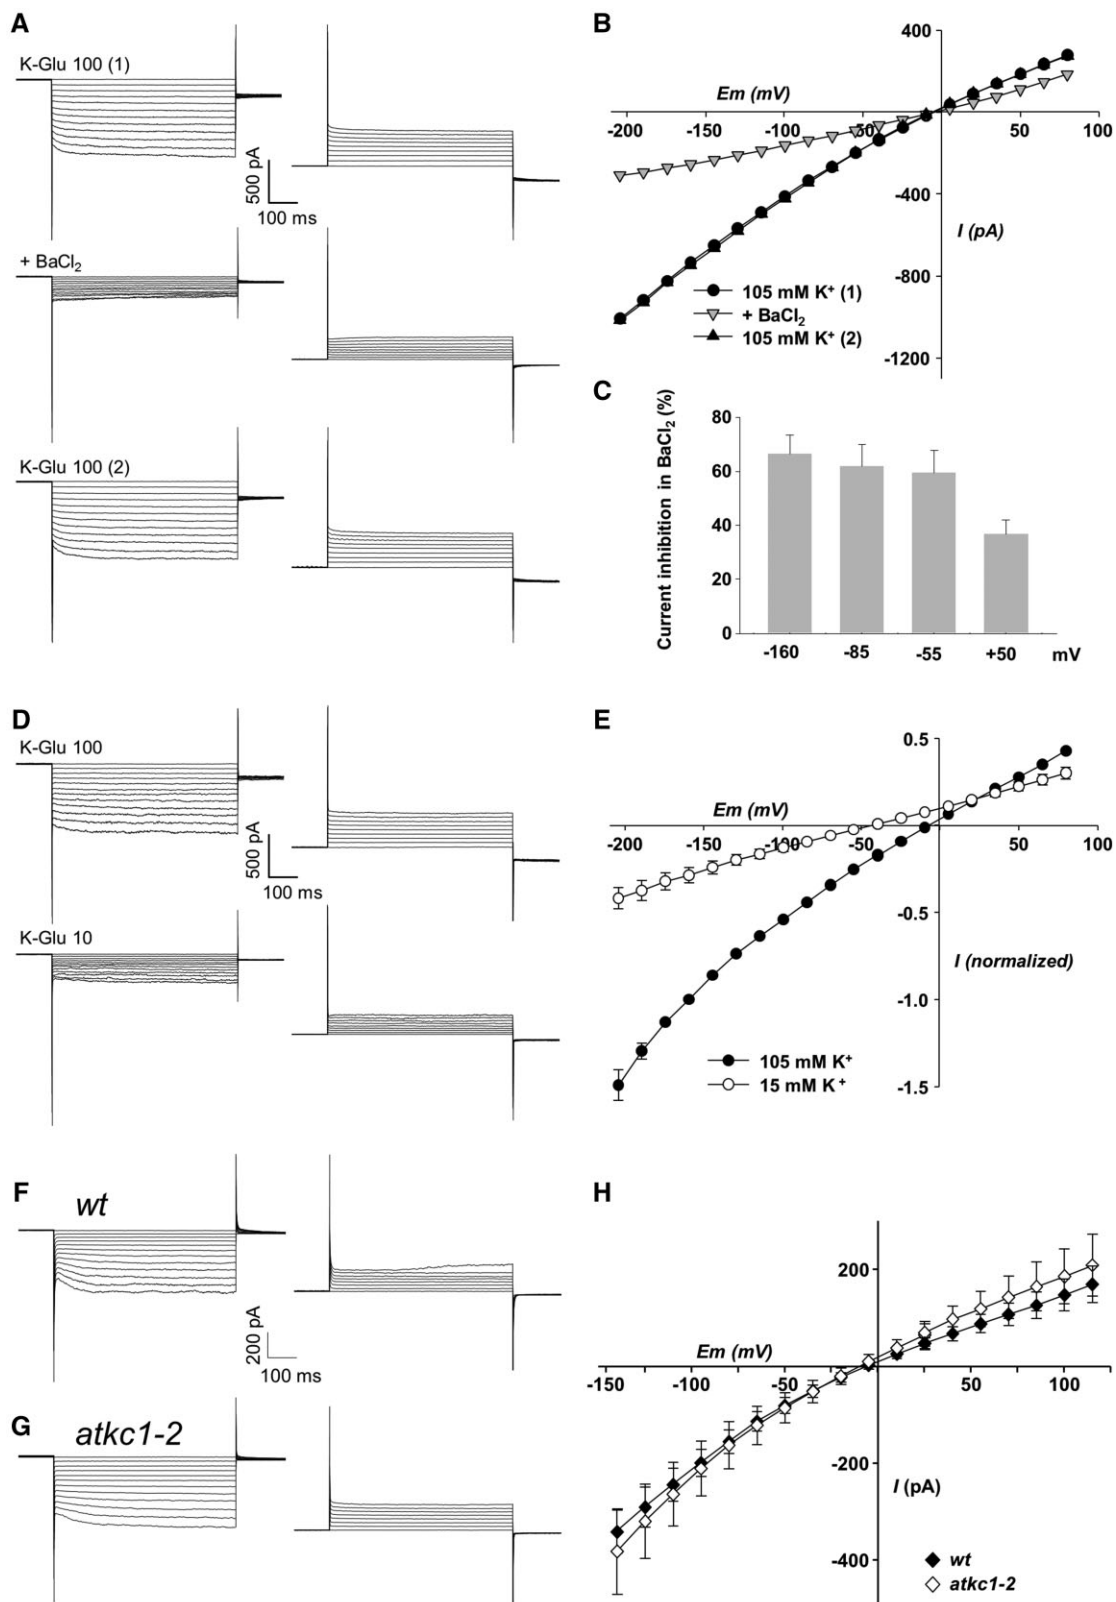 A
K-Glu 100 (1)
500 pA
100 ms
+ BaCl₂
K-Glu 100 (2)
B
400
Em (mV)
-200 -150 -100 -50 50 100
-400
I (pA)
-800
-1200
105 mM K⁺ (1)
+ BaCl₂
105 mM K⁺ (2)
C
Current inhibition in BaCl₂ (%)
80
60
40
20
0
-160 -85 -55 +50 mV
D
K-Glu 100
500 pA
100 ms
K-Glu 10
E
0.5
Em (mV)
-200 -150 -100 -50 50 100
-0.5
I (normalized)
-1.0
-1.5
105 mM K⁺
15 mM K⁺
F
wt
200 pA
100 ms
G
atkc1-2
H
200
Em (mV)
-150 -100 -50 50 100
-200
I (pA)
-400
wt
atkc1-2